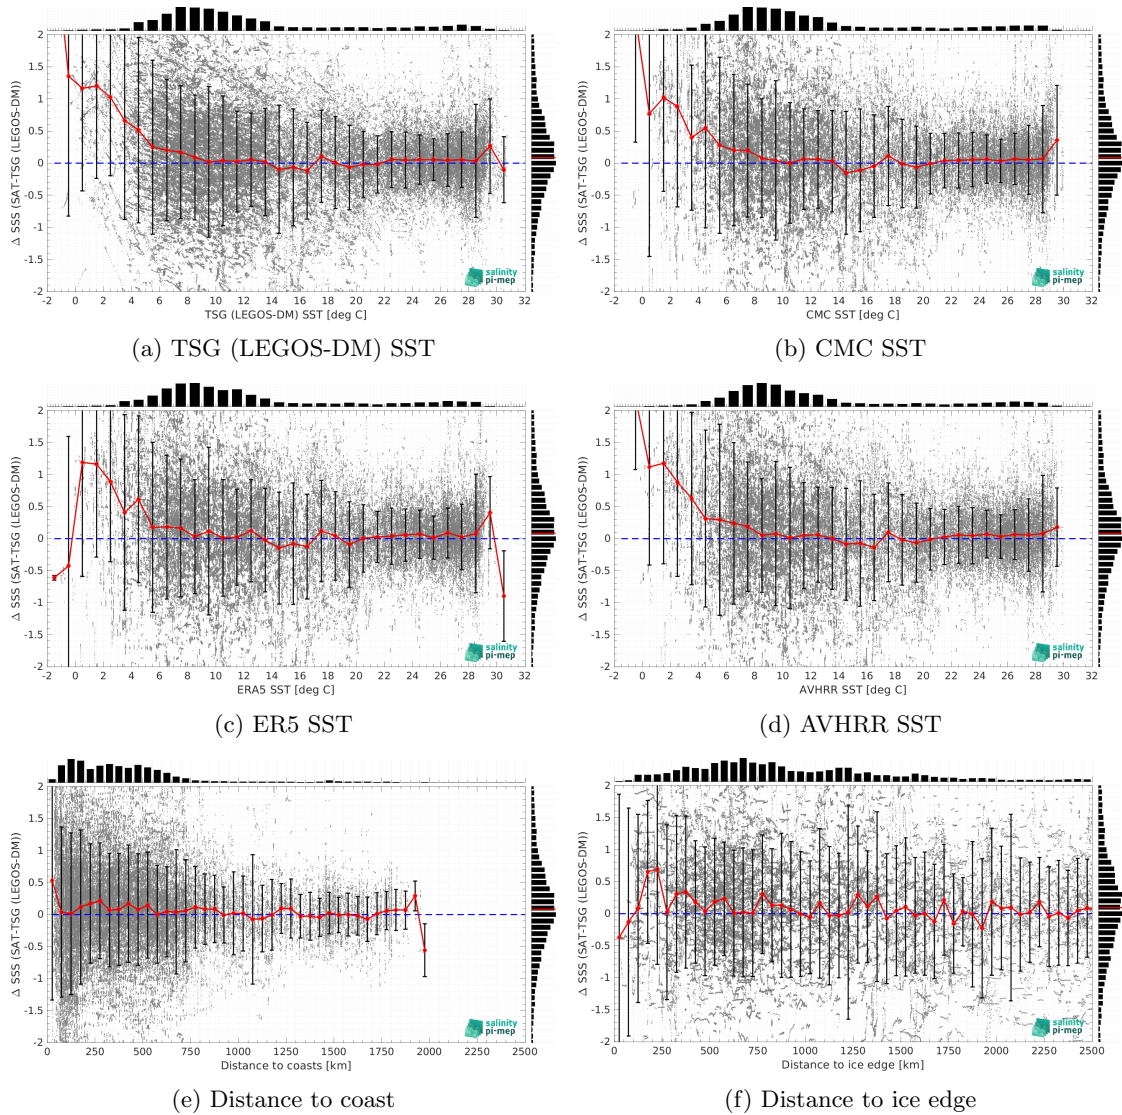 2
1.5
1
0.5
0
-0.5
-1
-1.5
-2
Δ SSS (SAT-TSG (LEGOS-DM))
-2 0 2 4 6 8 10 12 14 16 18 20 22 24 26 28 30 32
TSG (LEGOS-DM) SST [deg C]
salinity
pi-mep
(a) TSG (LEGOS-DM) SST
2
1.5
1
0.5
0
-0.5
-1
-1.5
-2
Δ SSS (SAT-TSG (LEGOS-DM))
-2 0 2 4 6 8 10 12 14 16 18 20 22 24 26 28 30 32
CMC SST [deg C]
salinity
pi-mep
(b) CMC SST
2
1.5
1
0.5
0
-0.5
-1
-1.5
-2
Δ SSS (SAT-TSG (LEGOS-DM))
-2 0 2 4 6 8 10 12 14 16 18 20 22 24 26 28 30 32
ERA5 SST [deg C]
salinity
pi-mep
(c) ER5 SST
2
1.5
1
0.5
0
-0.5
-1
-1.5
-2
Δ SSS (SAT-TSG (LEGOS-DM))
-2 0 2 4 6 8 10 12 14 16 18 20 22 24 26 28 30 32
AVHRR SST [deg C]
salinity
pi-mep
(d) AVHRR SST
2
1.5
1
0.5
0
-0.5
-1
-1.5
-2
Δ SSS (SAT-TSG (LEGOS-DM))
0 250 500 750 1000 1250 1500 1750 2000 2250 2500
Distance to coasts [km]
salinity
pi-mep
(e) Distance to coast
2
1.5
1
0.5
0
-0.5
-1
-1.5
-2
Δ SSS (SAT-TSG (LEGOS-DM))
0 250 500 750 1000 1250 1500 1750 2000 2250 2500
Distance to ice edge [km]
salinity
pi-mep
(f) Distance to ice edge